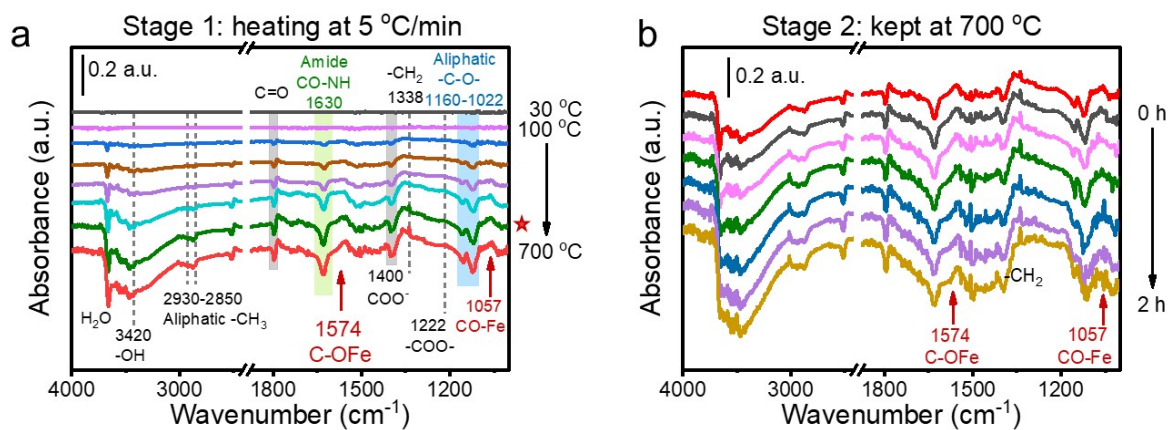 a
Stage 1: heating at 5 °C/min
0.2 a.u.
C=O
Amide
CO-NH
1630
-CH2
1338
Aliphatic
-C-O-
1160-1022
30 °C
100 °C
700 °C
H2O
3420
-OH
2930-2850
Aliphatic -CH3
1574
C-OFe
1400
COO-
1222
-COO-
1057
CO-Fe
Absorbance (a.u.)
4000 3000 1800 1500 1200
Wavenumber (cm-1)
b
Stage 2: kept at 700 °C
0.2 a.u.
0 h
2 h
-CH2
1574
C-OFe
1057
CO-Fe
Absorbance (a.u.)
4000 3000 1800 1500 1200
Wavenumber (cm-1)